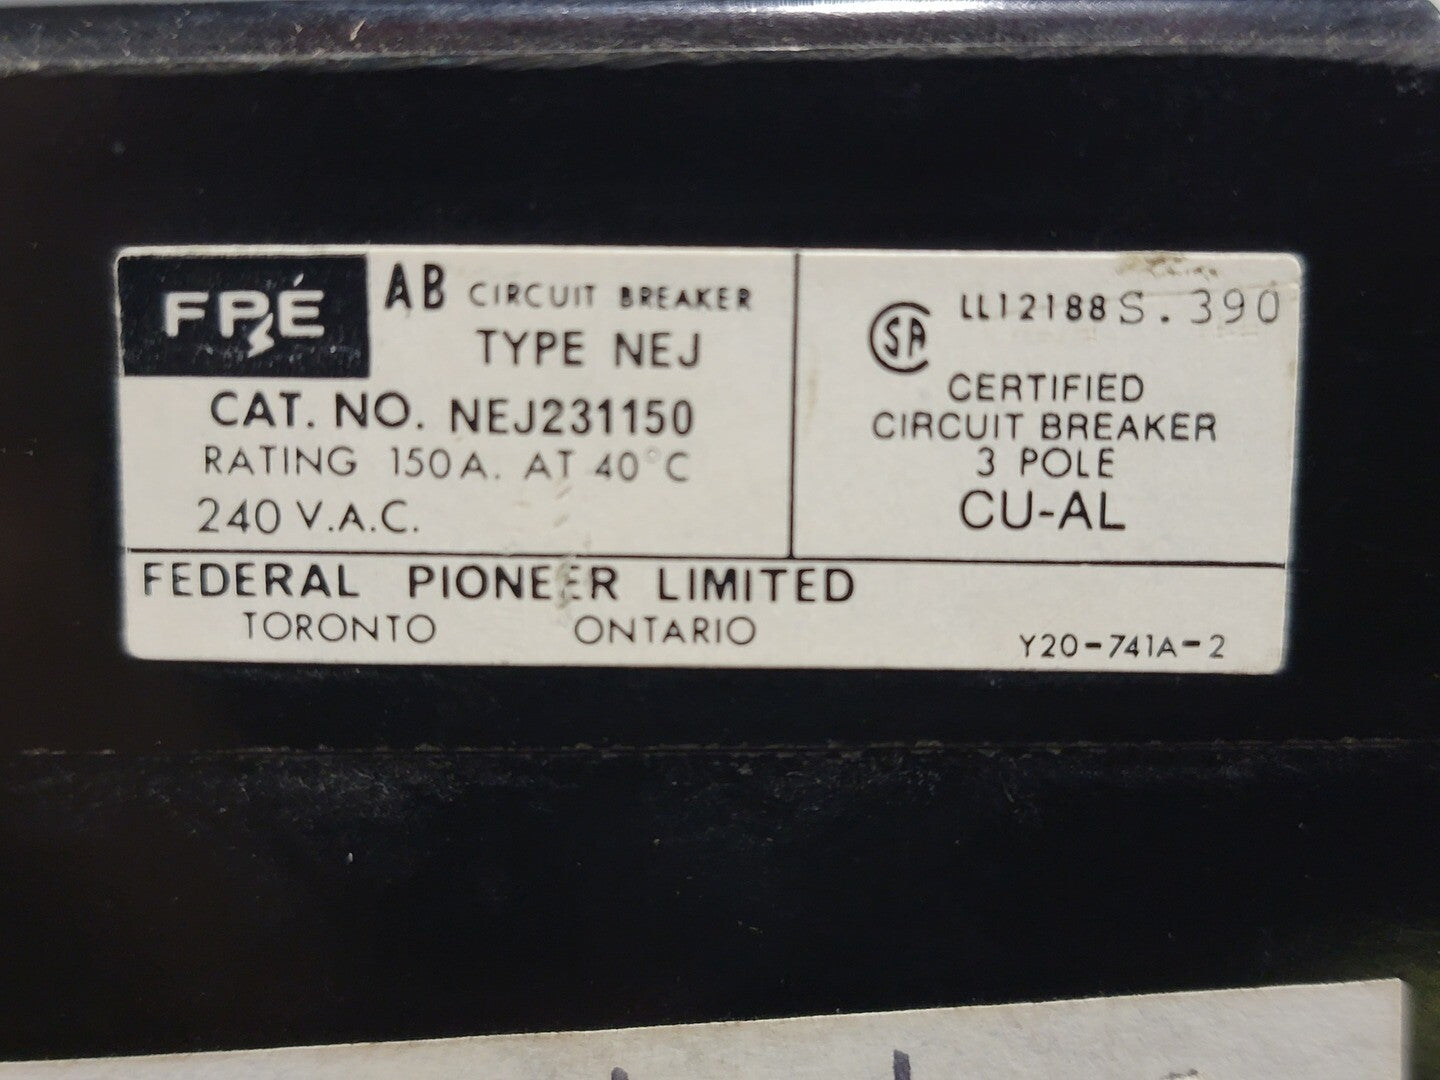 FPÉ
AB CIRCUIT BREAKER
TYPE NEJ
CAT. NO. NEJ231150
RATING 150A. AT 40°C
240 V.A.C.
LL12188 S. 390
CSA
CERTIFIED
CIRCUIT BREAKER
3 POLE
CU-AL
FEDERAL PIONEER LIMITED
TORONTO ONTARIO
Y20-741A-2